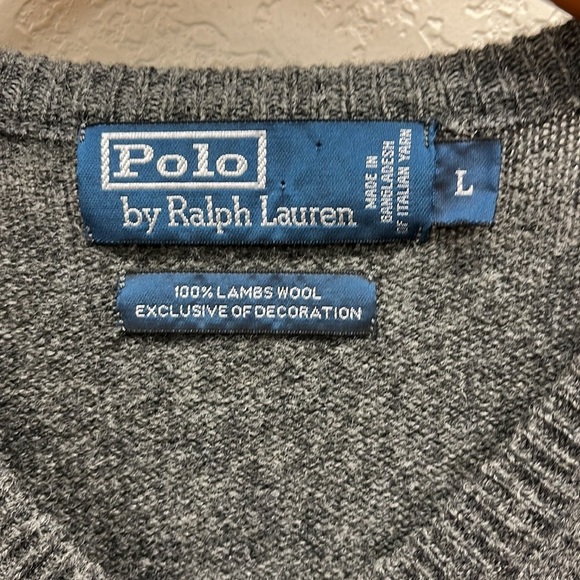 Polo
by Ralph Lauren
MADE IN
BANGLADESH
OF ITALIAN YARN
L
100% LAMBS WOOL
EXCLUSIVE OF DECORATION